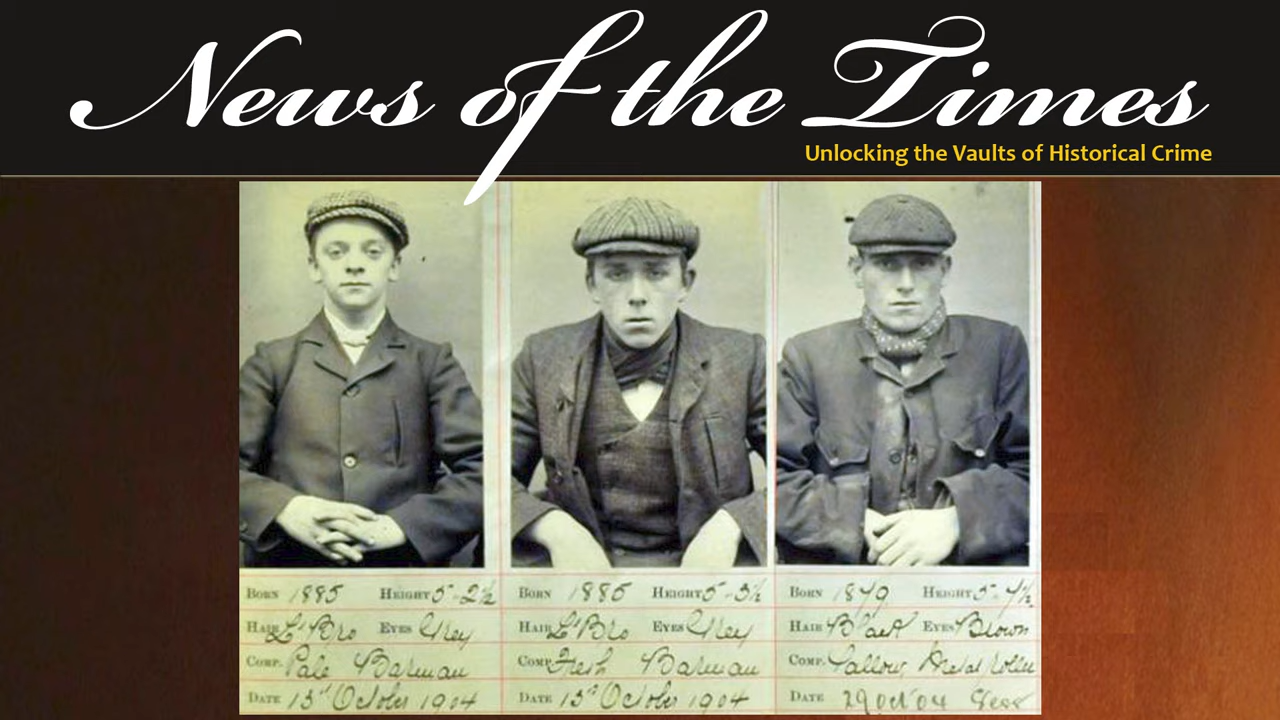 News of the Times
Unlocking the Vaults of Historical Crime
BORN 1885 HEIGHT 5-2½
HAIR L'Bro EYES Grey
COMP. Pale Barman
DATE 13th October 1904
BORN 1886 HEIGHT 5-3½
HAIR L'Bro EYES Grey
COMP. Fresh Barman
DATE 13th October 1904
BORN 1879 HEIGHT 5-4½
HAIR Black EYES Brown
COMP. Sallow, Metal roller
DATE 29 Oct '04